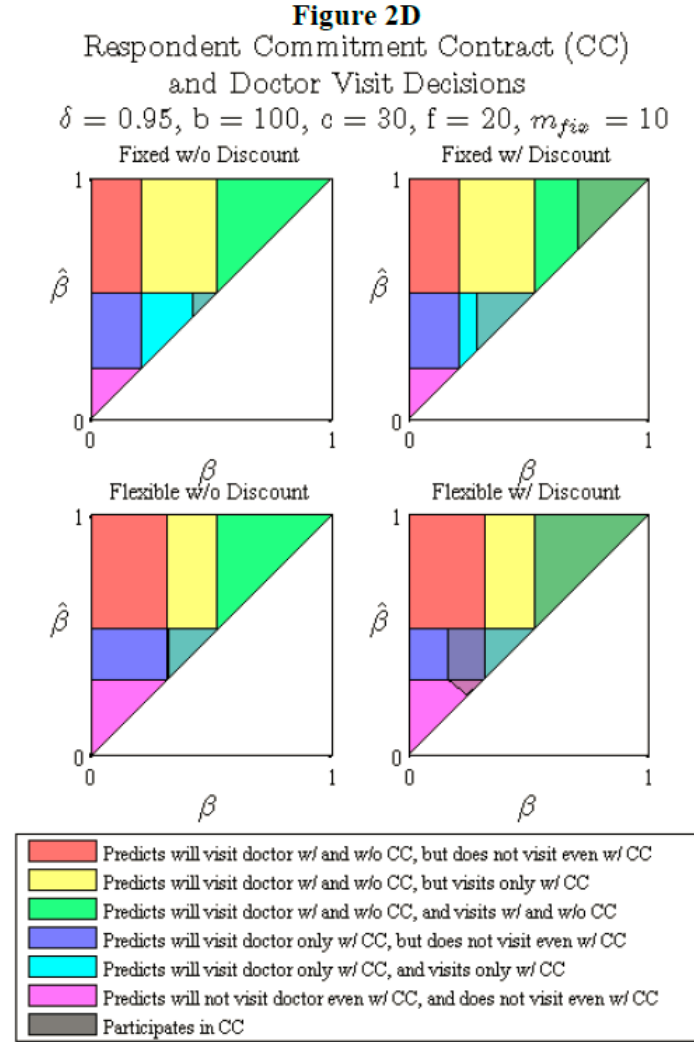 Figure 2D
Respondent Commitment Contract (CC)
and Doctor Visit Decisions
δ = 0.95, b = 100, c = 30, f = 20, m_fix = 10
Fixed w/o Discount
1
β̂
0
0
1
β
Fixed w/ Discount
1
β̂
0
0
1
β
Flexible w/o Discount
1
β̂
0
0
1
β
Flexible w/ Discount
1
β̂
0
0
1
β
Predicts will visit doctor w/ and w/o CC, but does not visit even w/ CC
Predicts will visit doctor w/ and w/o CC, but visits only w/ CC
Predicts will visit doctor w/ and w/o CC, and visits w/ and w/o CC
Predicts will visit doctor only w/ CC, but does not visit even w/ CC
Predicts will visit doctor only w/ CC, and visits only w/ CC
Predicts will not visit doctor even w/ CC, and does not visit even w/ CC
Participates in CC